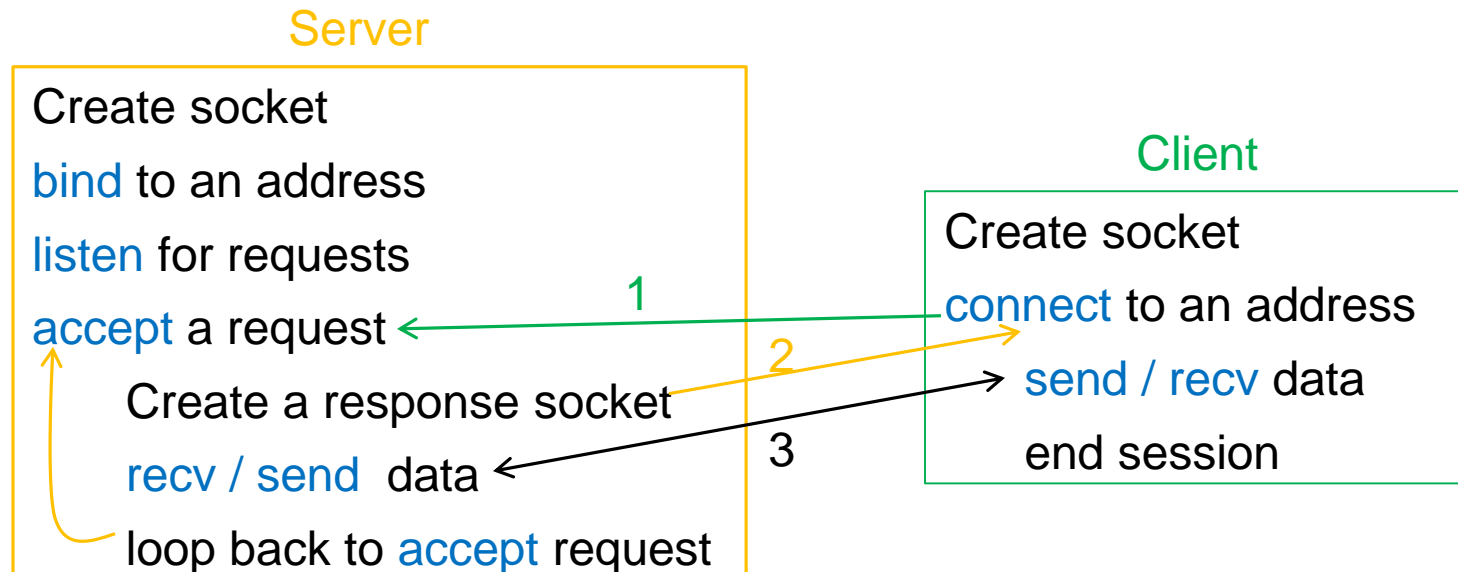 Server
Create socket
bind to an address
listen for requests
accept a request
Create a response socket
recv / send data
loop back to accept request
1
2
3
Client
Create socket
connect to an address
send / recv data
end session